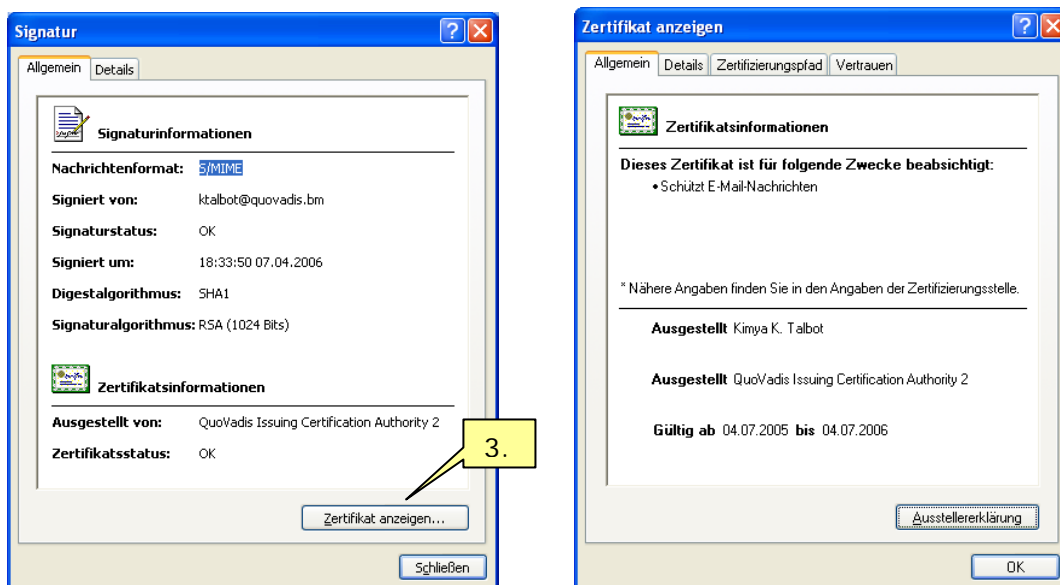 Signatur
Allgemein Details
Signaturinformationen
Nachrichtenformat: S/MIME
Signiert von: ktalbot@quovadis.bm
Signaturstatus: OK
Signiert um: 18:33:50 07.04.2006
Digestalgorithmus: SHA1
Signaturalgorithmus: RSA (1024 Bits)
Zertifikatsinformationen
Ausgestellt von: QuoVadis Issuing Certification Authority 2
Zertifikatsstatus: OK
3.
Zertifikat anzeigen...
Schließen
Zertifikat anzeigen
Allgemein Details Zertifizierungspfad Vertrauen
Zertifikatsinformationen
Dieses Zertifikat ist für folgende Zwecke beabsichtigt:
•Schützt E-Mail-Nachrichten
* Nähere Angaben finden Sie in den Angaben der Zertifizierungsstelle.
Ausgestellt Kimya K. Talbot
Ausgestellt QuoVadis Issuing Certification Authority 2
Gültig ab 04.07.2005 bis 04.07.2006
Ausstellererklärung
OK